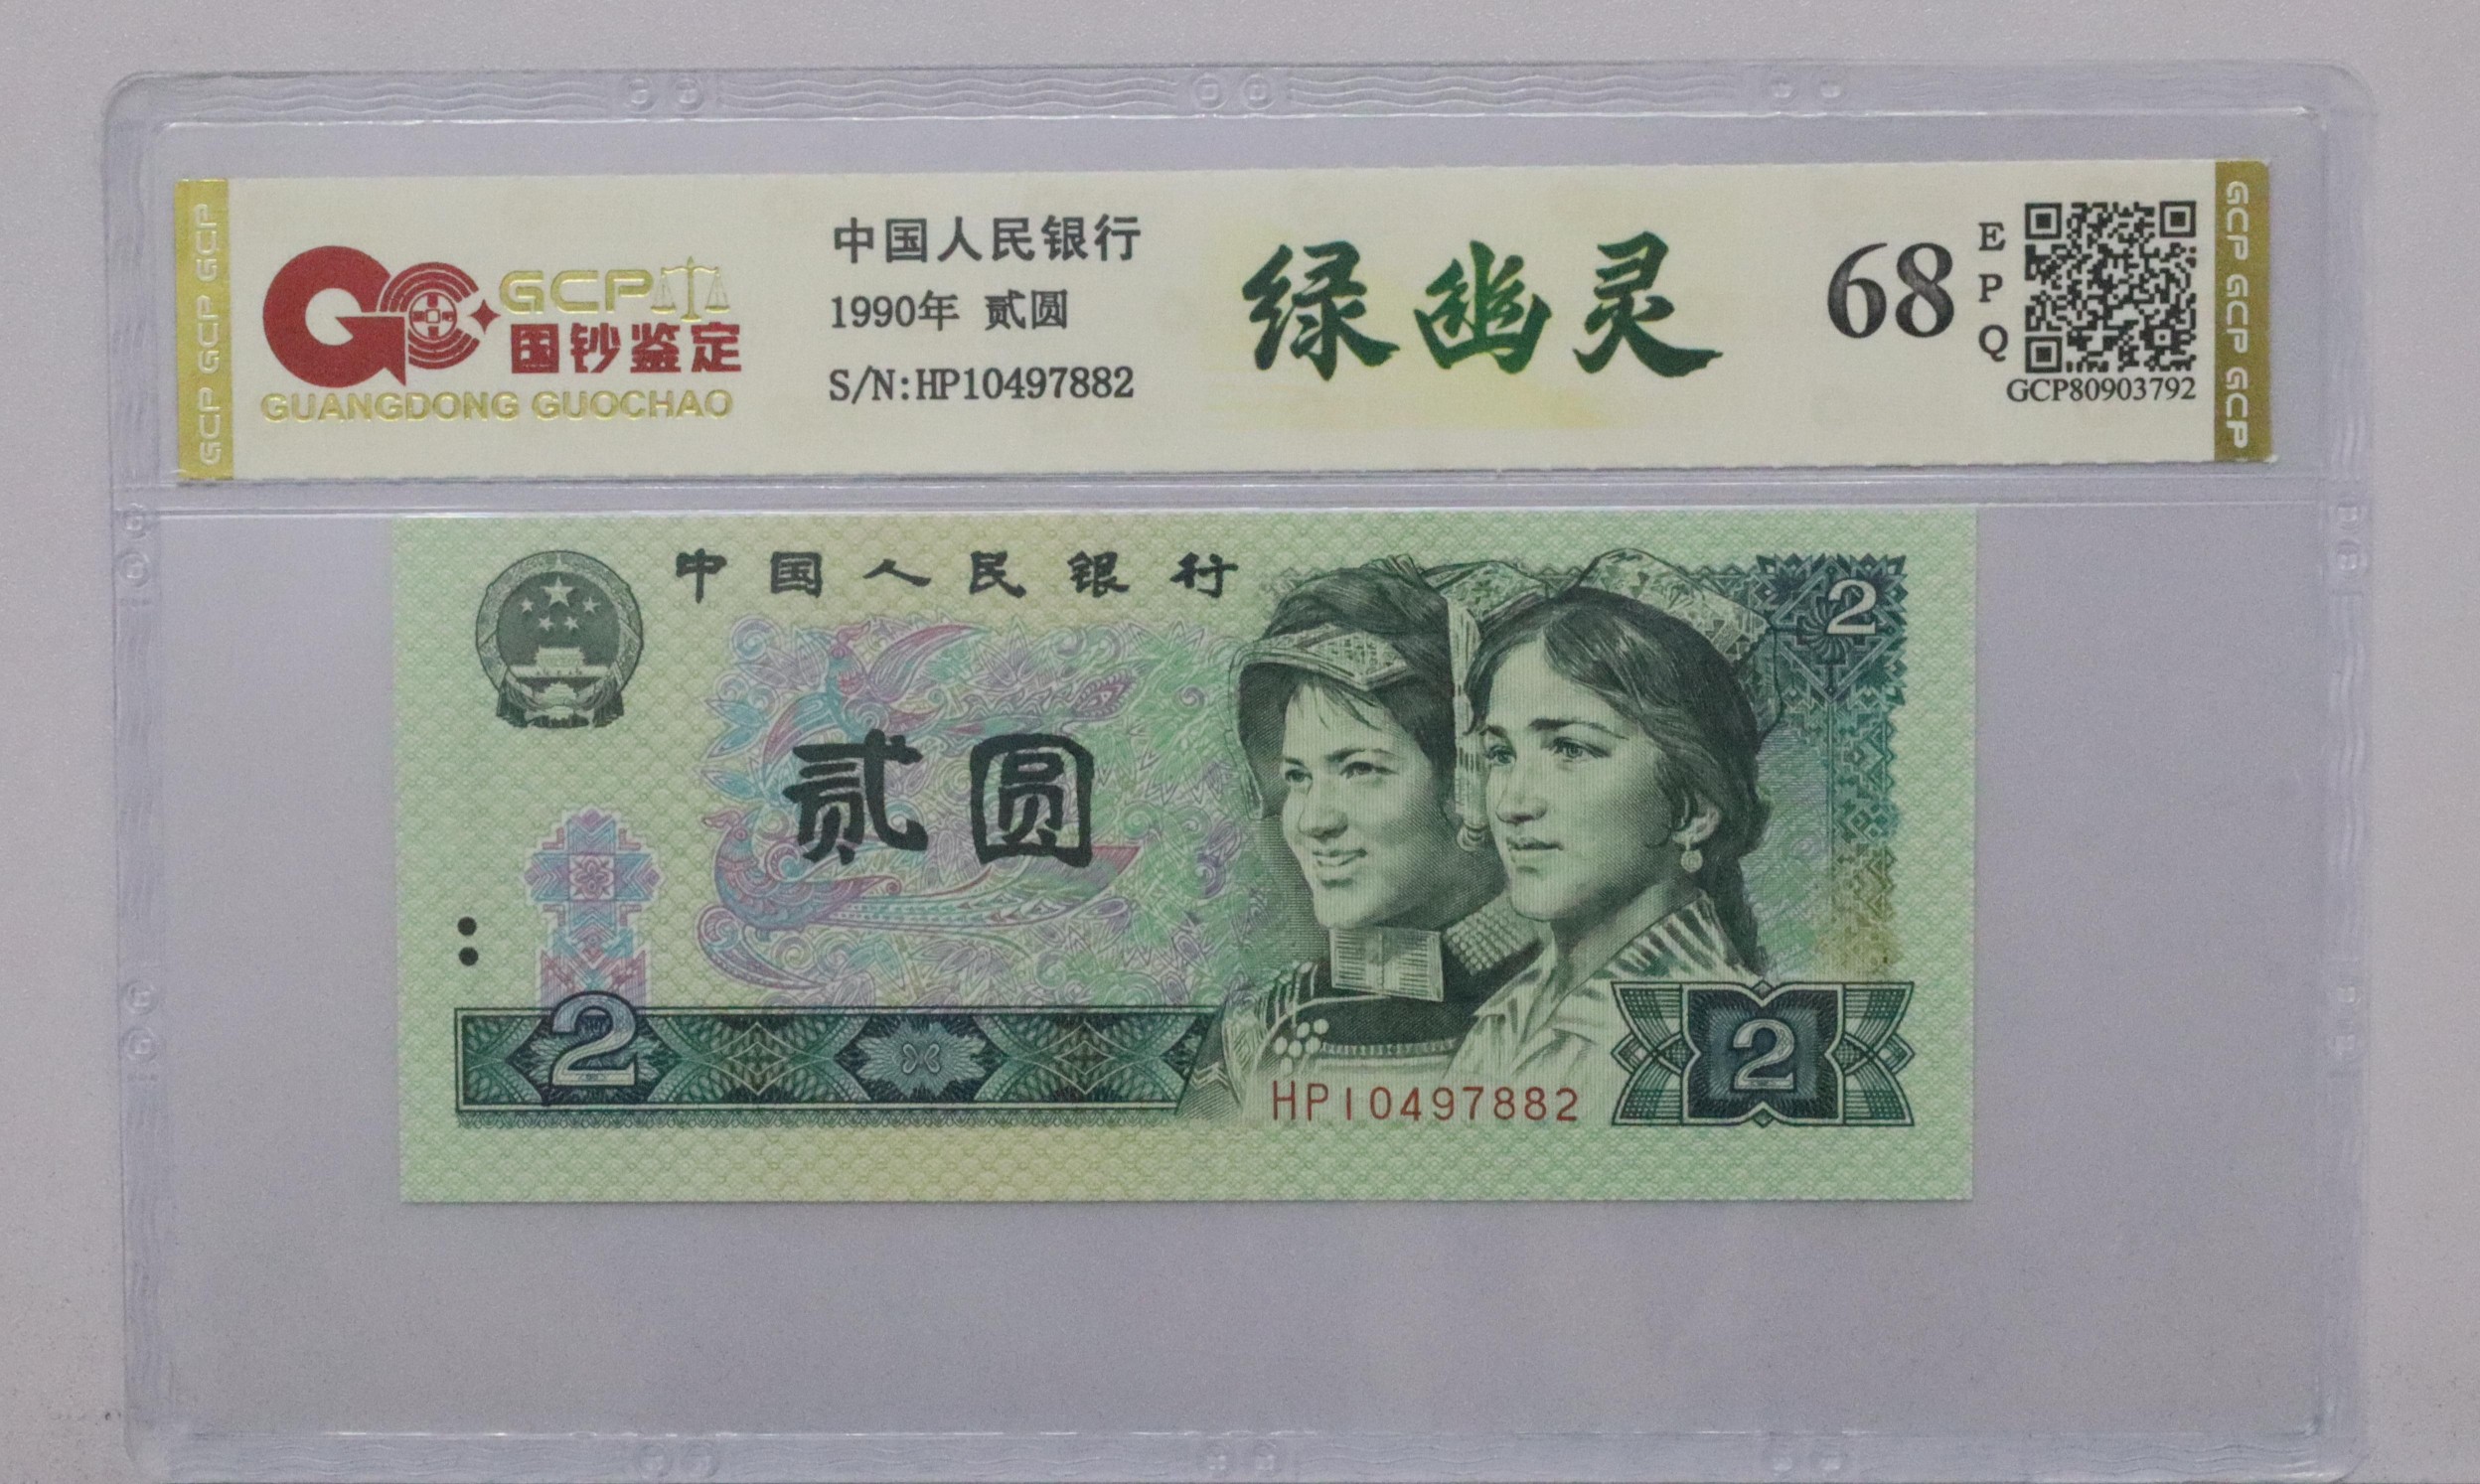 GCP GCP GCP
GCP
国钞鉴定
GUANGDONG GUOCHAO
中国人民银行
1990年 贰圆
S/N:HP10497882
绿幽灵
68
EPQ
GCP80903792
GCP GCP GCP
中国人民银行
2
贰圆
2
HP10497882
2